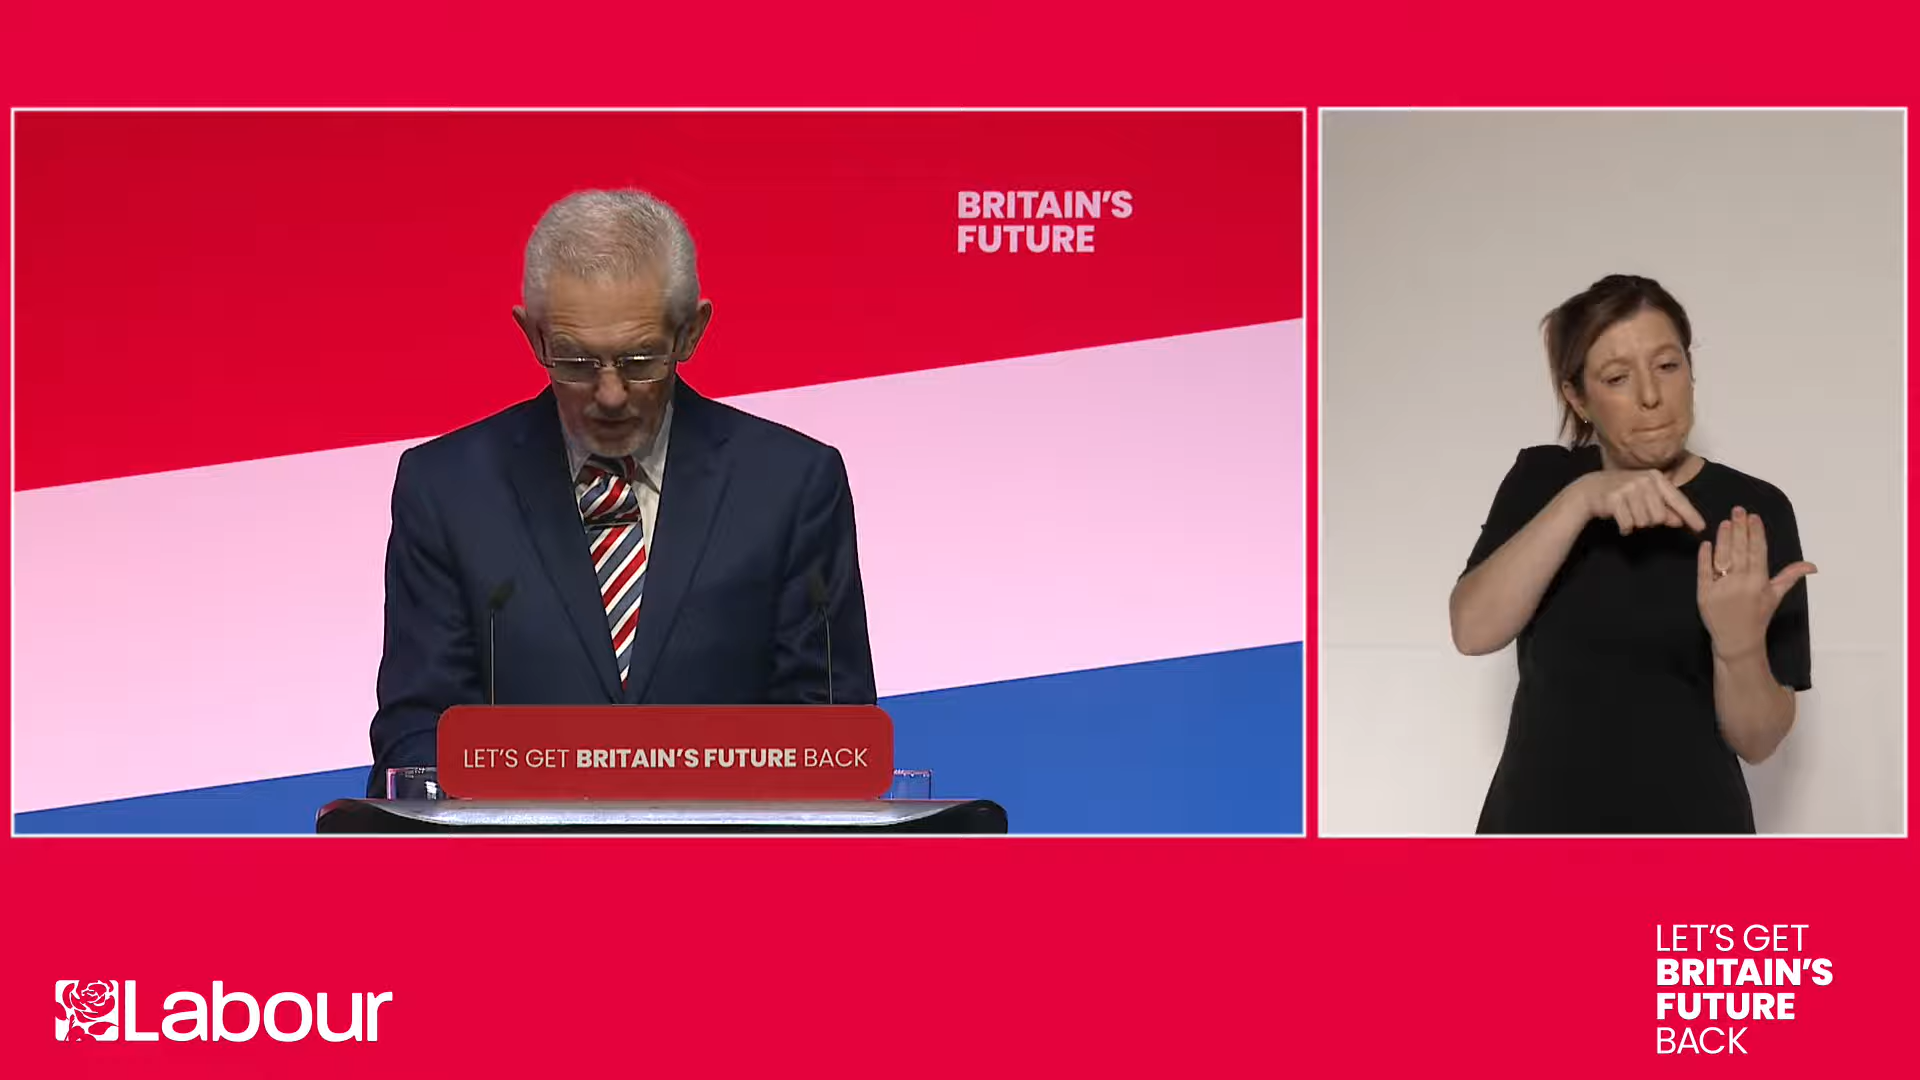 BRITAIN'S
FUTURE
LET'S GET BRITAIN'S FUTURE BACK
Labour
LET'S GET
BRITAIN'S
FUTURE
BACK